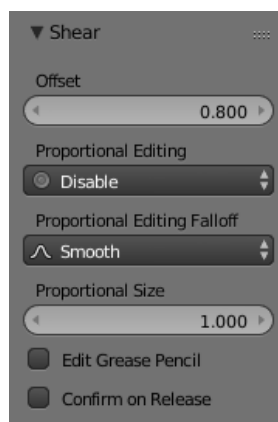 Shear
Offset
0.800
Proportional Editing
Disable
Proportional Editing Falloff
Smooth
Proportional Size
1.000
Edit Grease Pencil
Confirm on Release